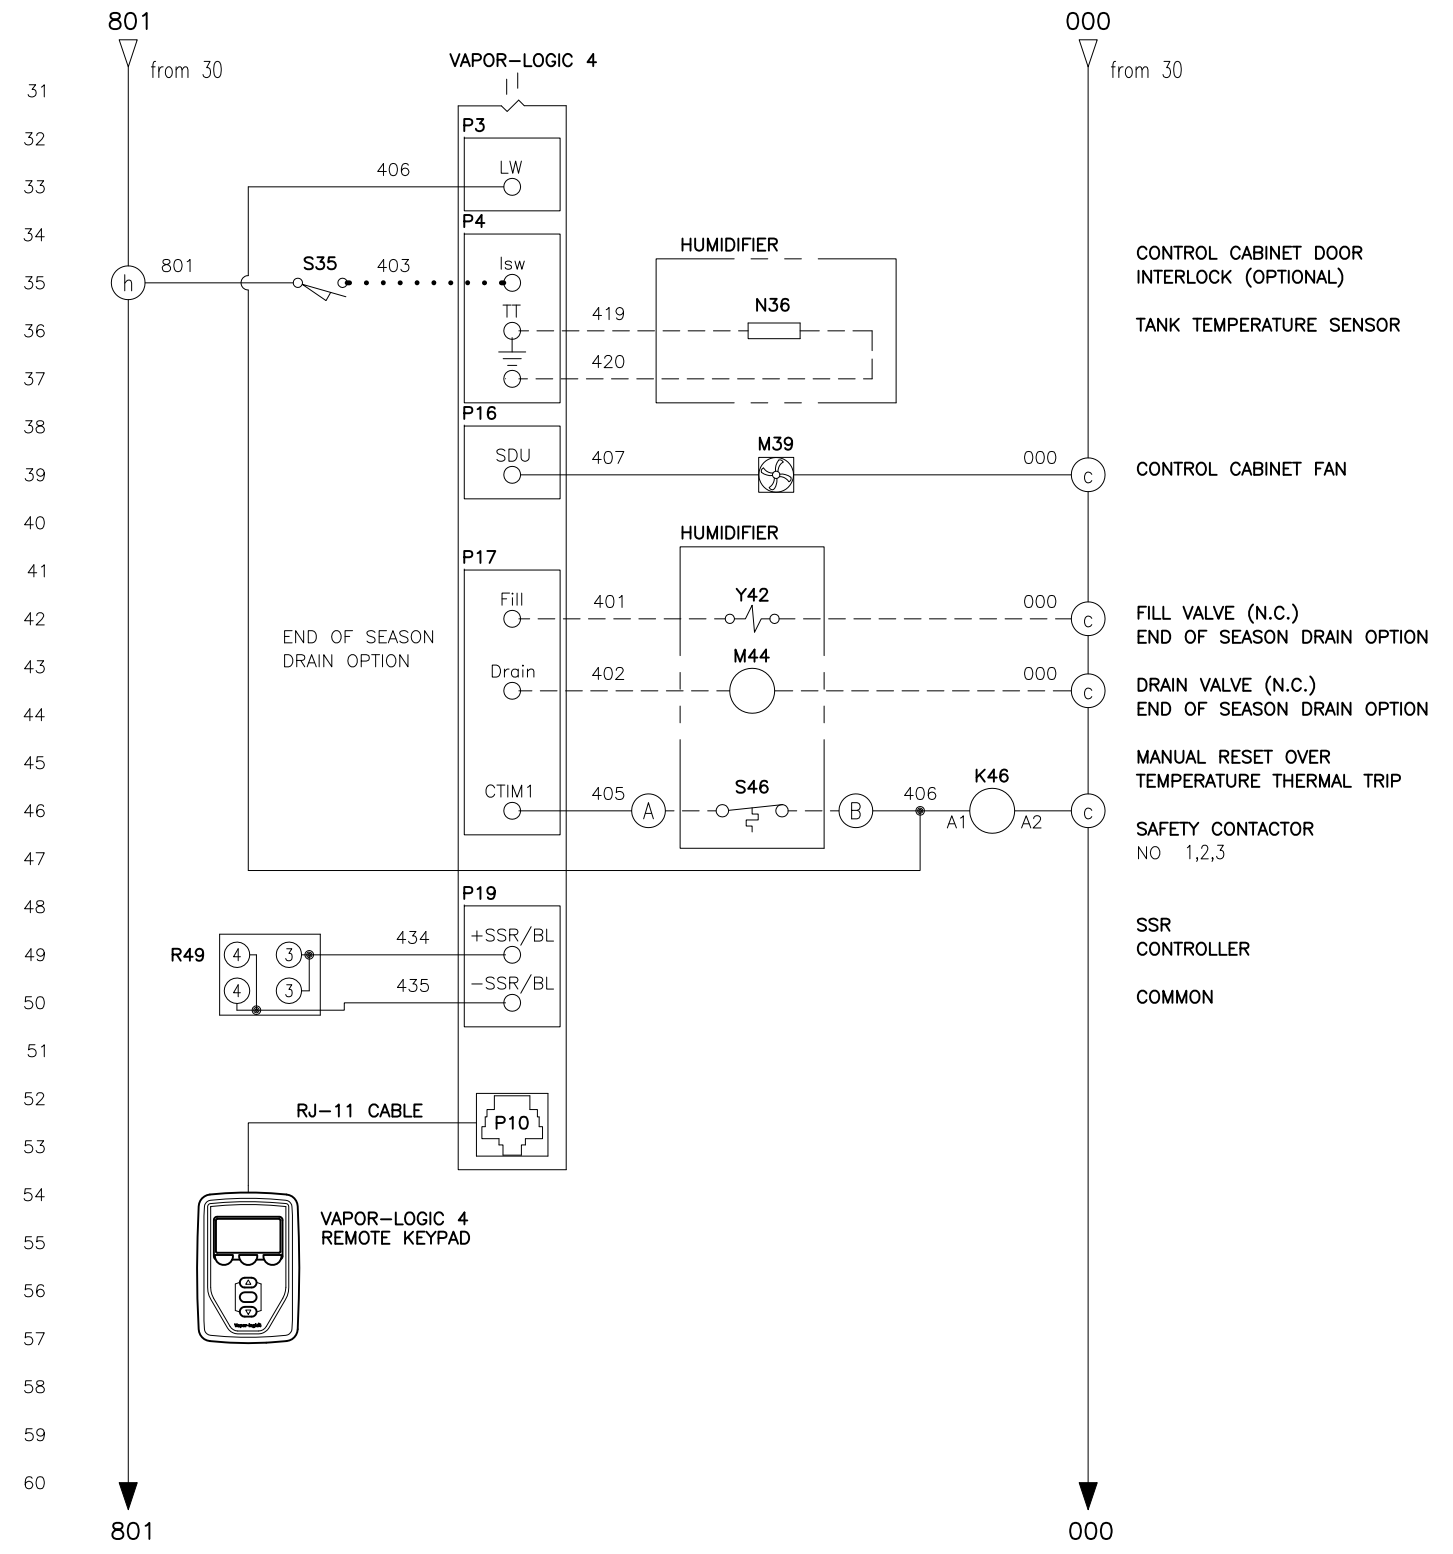 801
000
from 30
from 30
VAPOR-LOGIC 4
31
P3
32
LW
406
33
P4
34
HUMIDIFIER
CONTROL CABINET DOOR
INTERLOCK (OPTIONAL)
801
S35
403
Isw
h
35
N36
TT
419
36
TANK TEMPERATURE SENSOR
420
37
P16
38
SDU
407
M39
000
c
39
CONTROL CABINET FAN
40
HUMIDIFIER
P17
41
Fill
401
Y42
000
c
42
FILL VALVE (N.C.)
END OF SEASON DRAIN OPTION
END OF SEASON
DRAIN OPTION
43
M44
Drain
402
000
c
DRAIN VALVE (N.C.)
END OF SEASON DRAIN OPTION
44
45
MANUAL RESET OVER
TEMPERATURE THERMAL TRIP
CTIM1
405
A
S46
B
406
K46
A1
A2
c
46
SAFETY CONTACTOR
NO 1,2,3
47
P19
48
SSR
CONTROLLER
R49
4
3
434
+SSR/BL
49
4
3
435
-SSR/BL
50
COMMON
51
52
RJ-11 CABLE
P10
53
54
VAPOR-LOGIC 4
REMOTE KEYPAD
55
56
57
58
59
60
801
000